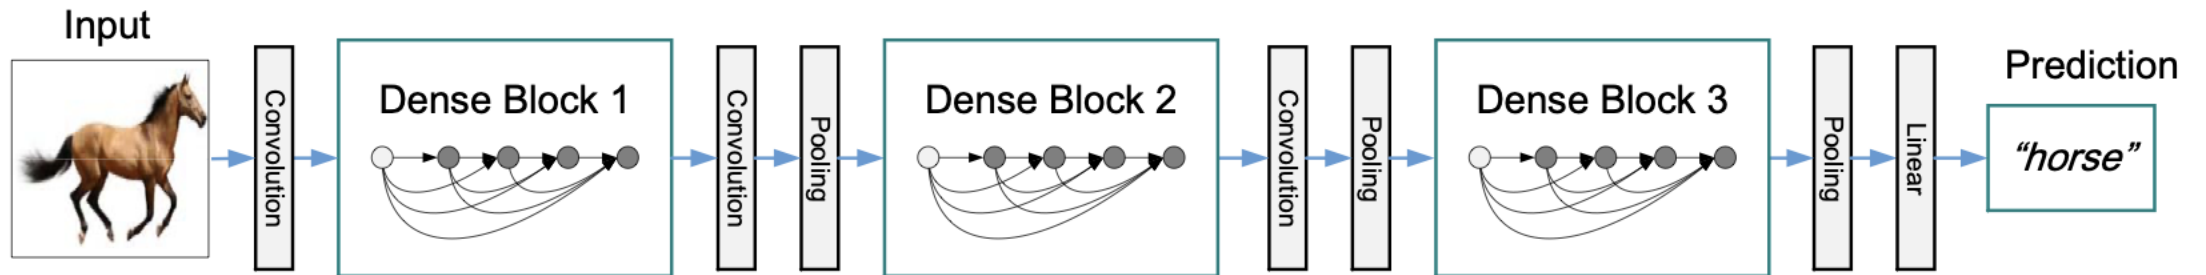 Input
Convolution
Dense Block 1
Convolution
Pooling
Dense Block 2
Convolution
Pooling
Dense Block 3
Pooling
Linear
Prediction
“horse”